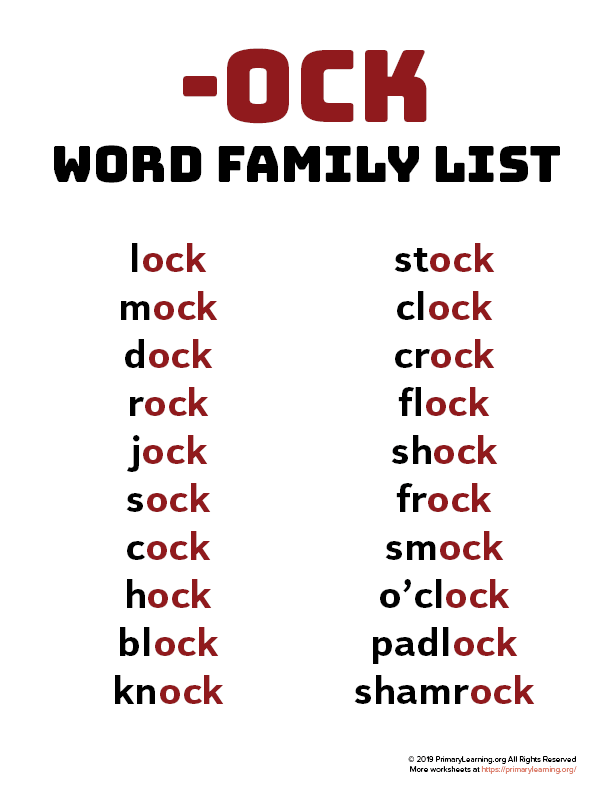 -OCK
WORD FAMILY LIST
lock
mock
dock
rock
jock
sock
cock
hock
block
knock
stock
clock
crock
flock
shock
frock
smock
o’clock
padlock
shamrock
© 2019 PrimaryLearning.org All Rights Reserved
More worksheets at https://primarylearning.org/